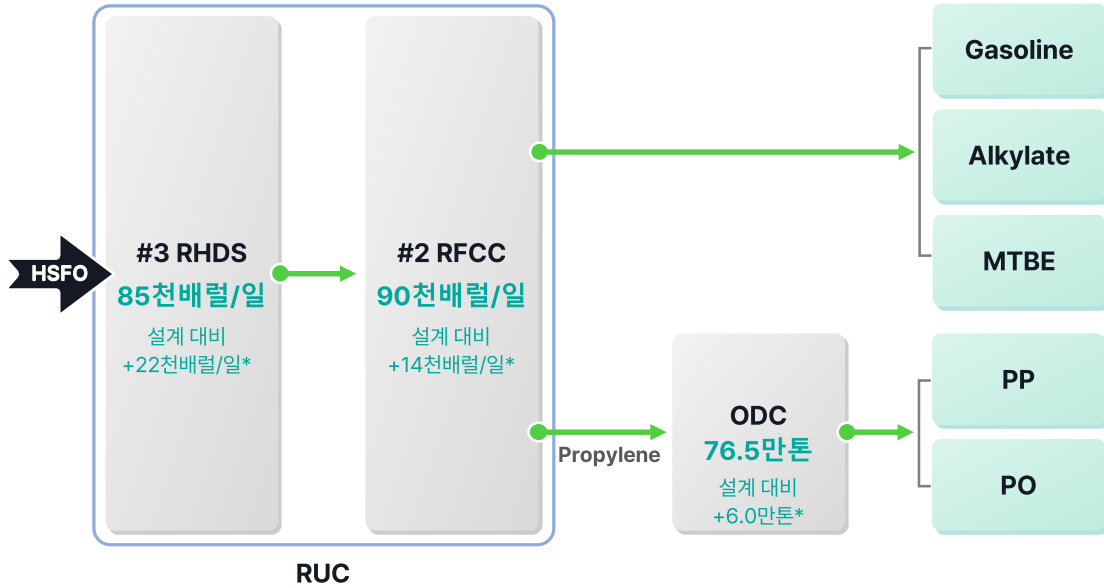 HSFO
#3 RHDS
85천배럴/일
설계 대비
+22천배럴/일*
#2 RFCC
90천배럴/일
설계 대비
+14천배럴/일*
RUC
Propylene
ODC
76.5만톤
설계 대비
+6.0만톤*
Gasoline
Alkylate
MTBE
PP
PO